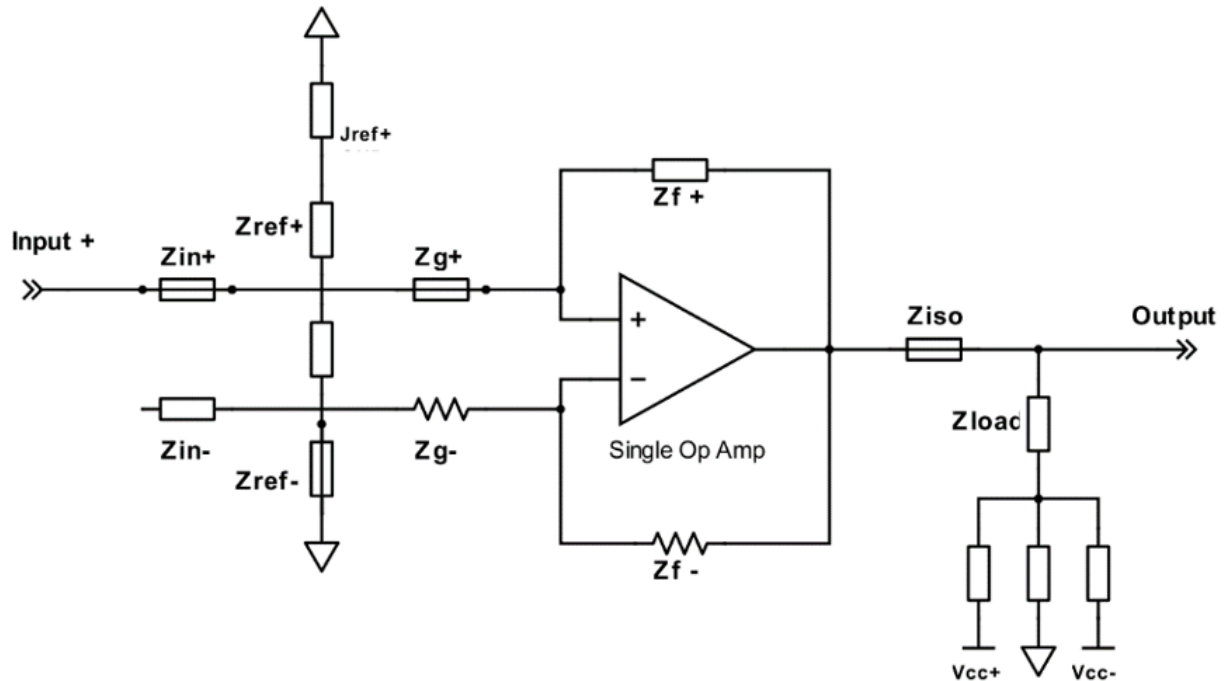 Jref+
Zref+
Input +
Zin+
Zg+
Zf +
+
−
Single Op Amp
Zin-
Zref-
Zg-
Zf -
Ziso
Output
Zload
Vcc+
Vcc-